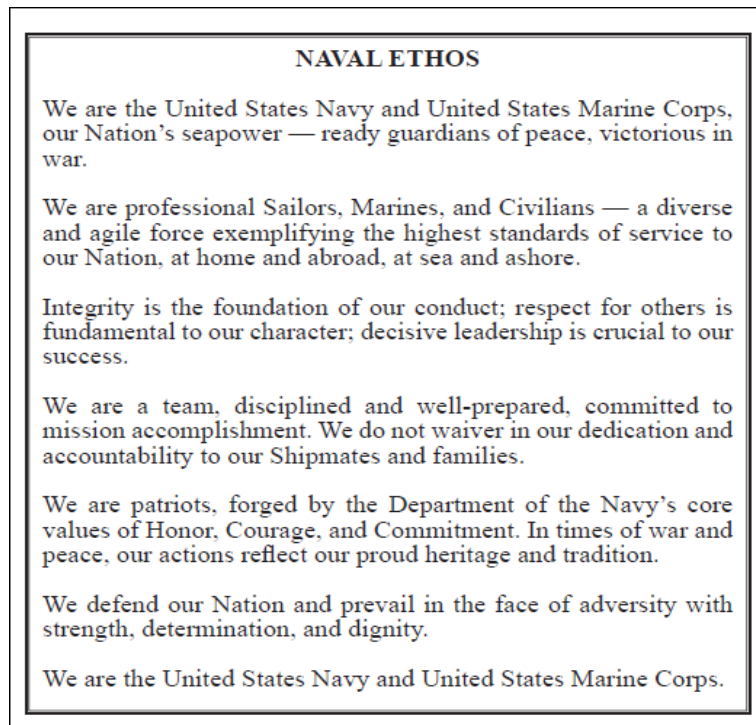 NAVAL ETHOS
We are the United States Navy and United States Marine Corps,
our Nation’s seapower — ready guardians of peace, victorious in
war.
We are professional Sailors, Marines, and Civilians — a diverse
and agile force exemplifying the highest standards of service to
our Nation, at home and abroad, at sea and ashore.
Integrity is the foundation of our conduct; respect for others is
fundamental to our character; decisive leadership is crucial to our
success.
We are a team, disciplined and well-prepared, committed to
mission accomplishment. We do not waiver in our dedication and
accountability to our Shipmates and families.
We are patriots, forged by the Department of the Navy’s core
values of Honor, Courage, and Commitment. In times of war and
peace, our actions reflect our proud heritage and tradition.
We defend our Nation and prevail in the face of adversity with
strength, determination, and dignity.
We are the United States Navy and United States Marine Corps.